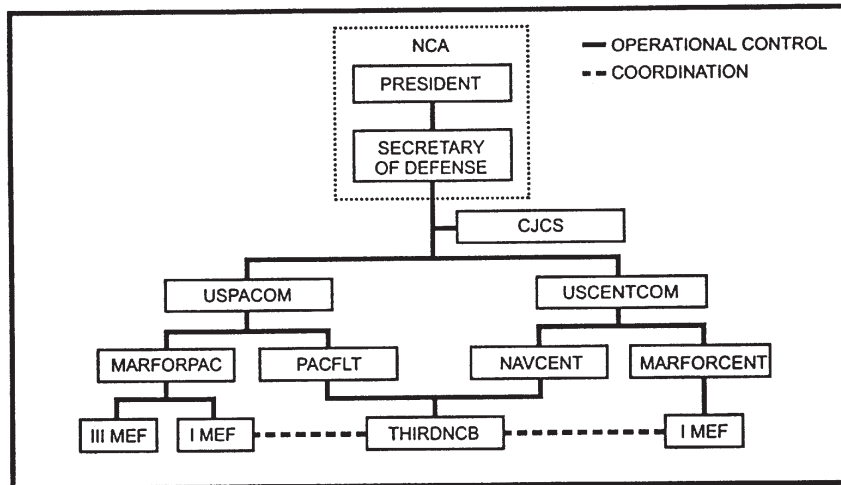 NCA
OPERATIONAL CONTROL
COORDINATION
PRESIDENT
SECRETARY
OF DEFENSE
CJCS
USPACOM
USCENTCOM
MARFORPAC
PACFLT
NAVCENT
MARFORCENT
III MEF
I MEF
THIRDNCB
I MEF